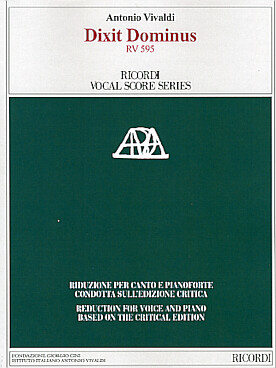 Antonio Vivaldi
Dixit Dominus
RV 595
RICORDI
VOCAL SCORE SERIES
RIDUZIONE PER CANTO E PIANOFORTE
CONDOTTA SULL'EDIZIONE CRITICA
REDUCTION FOR VOICE AND PIANO
BASED ON THE CRITICAL EDITION
FONDAZIONE GIORGIO CINI
ISTITUTO ITALIANO ANTONIO VIVALDI
RICORDI